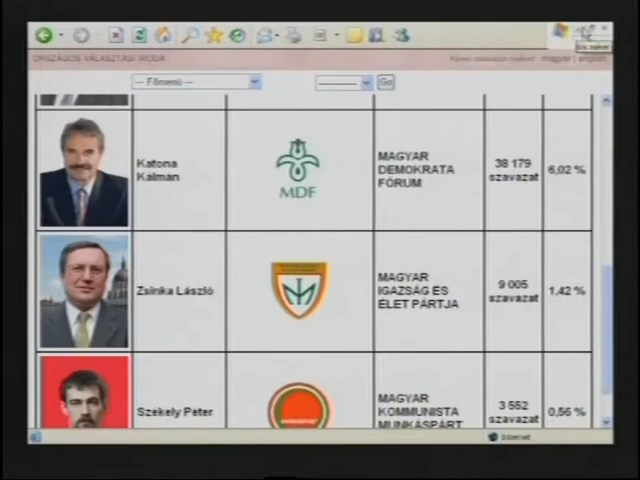 ORSZÁGOS VÁLASZTÁSI IRODA
magyar | english
--- Főmenü ---
Go
Katona
Kálmán
MDF
MAGYAR
DEMOKRATA
FÓRUM
38 179
szavazat
6,02 %
Zsinka László
MAGYAR
IGAZSÁG ÉS
ÉLET PÁRTJA
9 005
szavazat
1,42 %
Székely Péter
MAGYAR
KOMMUNISTA
MUNKÁSPÁRT
3 552
szavazat
0,56 %
Internet